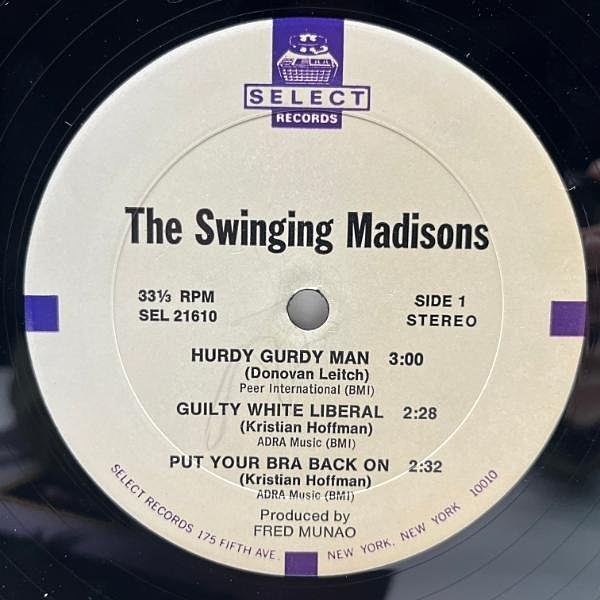 SELECT
RECORDS
The Swinging Madisons
33⅓ RPM
SEL 21610
SIDE 1
STEREO
HURDY GURDY MAN 3:00
(Donovan Leitch)
Peer International (BMI)
GUILTY WHITE LIBERAL 2:28
(Kristian Hoffman)
ADRA Music (BMI)
PUT YOUR BRA BACK ON 2:32
(Kristian Hoffman)
ADRA Music (BMI)
Produced by
FRED MUNAO
SELECT RECORDS 175 FIFTH AVE. NEW YORK, NEW YORK 10010